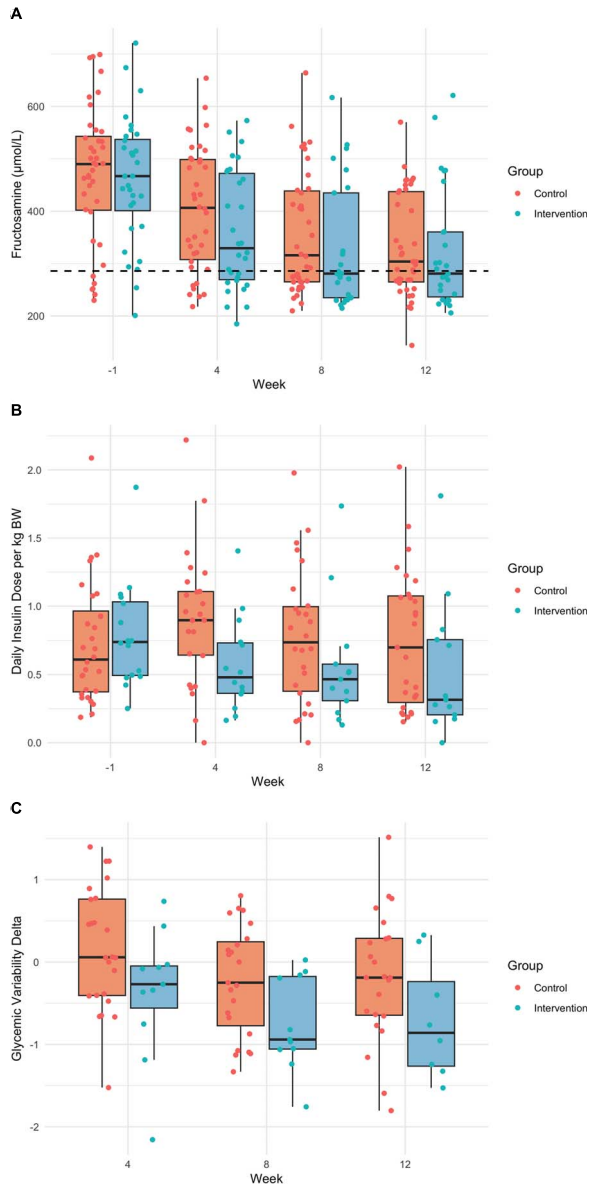 A
Fructosamine (µmol/L)
600
400
200
-1
4
8
12
Week
Group
Control
Intervention
B
Daily Insulin Dose per kg BW
2.0
1.5
1.0
0.5
0.0
-1
4
8
12
Week
Group
Control
Intervention
C
Glycemic Variability Delta
1
0
-1
-2
4
8
12
Week
Group
Control
Intervention